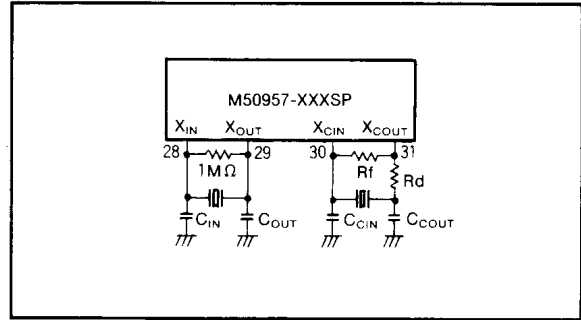 M50957-XXXSP
XIN XOUT XCIN XCOUT
28 29 30 31
1MΩ Rf
Rd
CIN COUT CCIN CCOUT